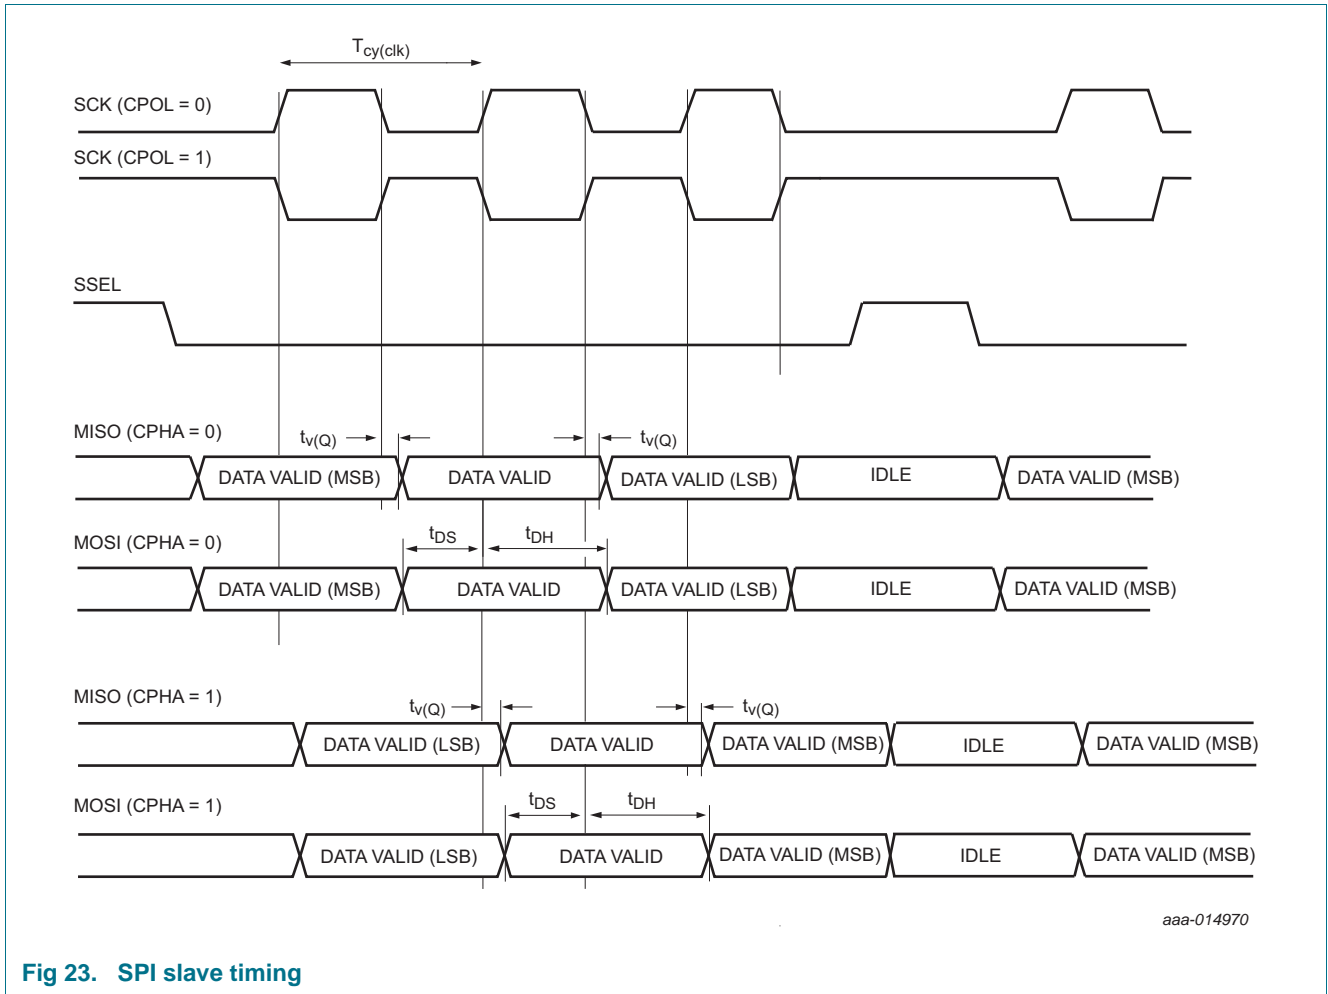 Tcy(clk)
SCK (CPOL = 0)
SCK (CPOL = 1)
SSEL
MISO (CPHA = 0)
tv(Q) tv(Q)
DATA VALID (MSB) DATA VALID DATA VALID (LSB) IDLE DATA VALID (MSB)
tDS tDH
MOSI (CPHA = 0)
DATA VALID (MSB) DATA VALID DATA VALID (LSB) IDLE DATA VALID (MSB)
MISO (CPHA = 1)
tv(Q) tv(Q)
DATA VALID (LSB) DATA VALID DATA VALID (MSB) IDLE DATA VALID (MSB)
tDS tDH
MOSI (CPHA = 1)
DATA VALID (LSB) DATA VALID DATA VALID (MSB) IDLE DATA VALID (MSB)
aaa-014970
Fig 23. SPI slave timing